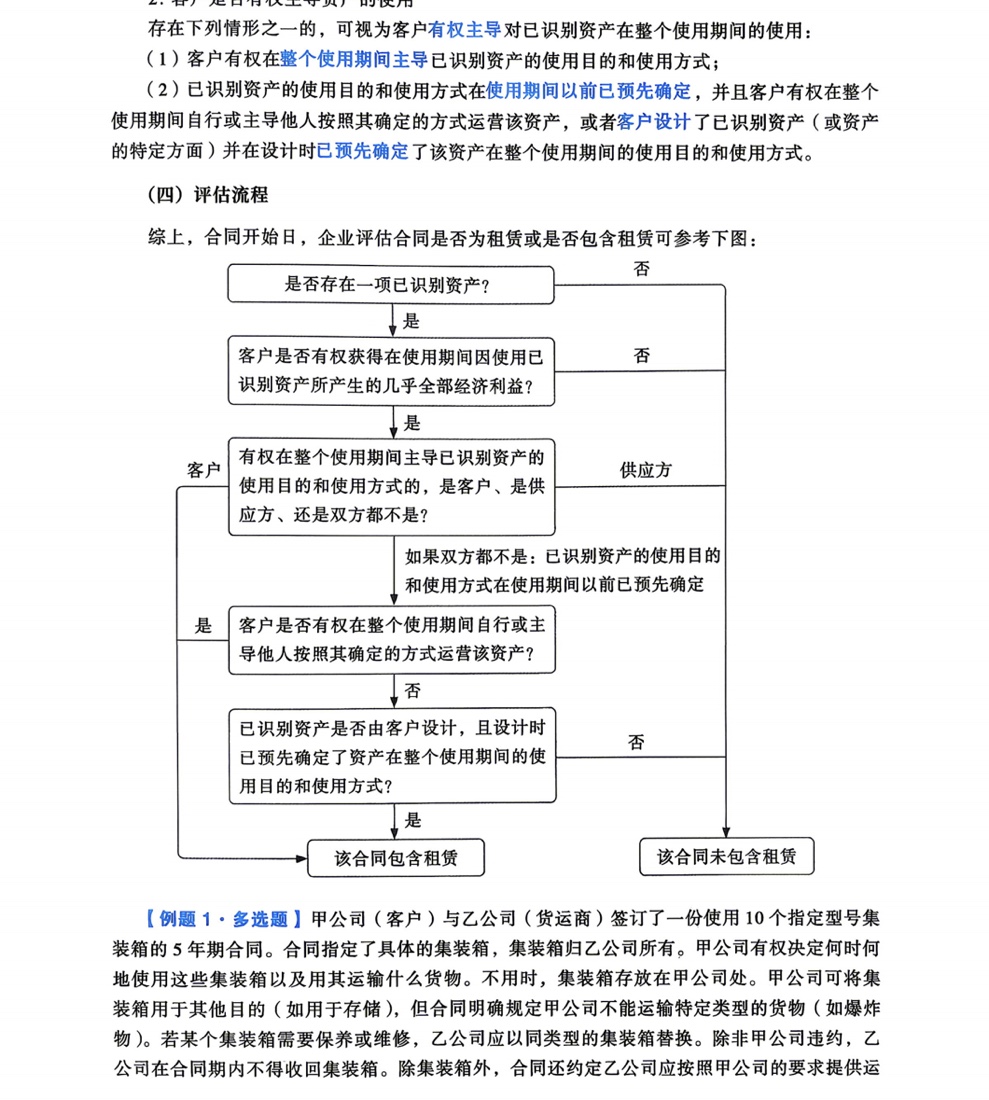 2. 客户是否有权主导资产的使用
存在下列情形之一的，可视为客户有权主导对已识别资产在整个使用期间的使用：
（1）客户有权在整个使用期间主导已识别资产的使用目的和使用方式；
（2）已识别资产的使用目的和使用方式在使用期间以前已预先确定，并且客户有权在整个
使用期间自行或主导他人按照其确定的方式运营该资产，或者客户设计了已识别资产（或资产
的特定方面）并在设计时已预先确定了该资产在整个使用期间的使用目的和使用方式。
（四）评估流程
综上，合同开始日，企业评估合同是否为租赁或是否包含租赁可参考下图：
是否存在一项已识别资产？
否
是
客户是否有权获得在使用期间因使用已
识别资产所产生的几乎全部经济利益？
否
是
客户
有权在整个使用期间主导已识别资产的
使用目的和使用方式的，是客户、是供
应方、还是双方都不是？
供应方
如果双方都不是：已识别资产的使用目的
和使用方式在使用期间以前已预先确定
是
客户是否有权在整个使用期间自行或主
导他人按照其确定的方式运营该资产？
否
已识别资产是否由客户设计，且设计时
已预先确定了资产在整个使用期间的使
用目的和使用方式？
否
是
该合同包含租赁
该合同未包含租赁
【例题1·多选题】甲公司（客户）与乙公司（货运商）签订了一份使用10个指定型号集
装箱的5年期合同。合同指定了具体的集装箱，集装箱归乙公司所有。甲公司有权决定何时何
地使用这些集装箱以及用其运输什么货物。不用时，集装箱存放在甲公司处。甲公司可将集
装箱用于其他目的（如用于存储），但合同明确规定甲公司不能运输特定类型的货物（如爆炸
物）。若某个集装箱需要保养或维修，乙公司应以同类型的集装箱替换。除非甲公司违约，乙
公司在合同期内不得收回集装箱。除集装箱外，合同还约定乙公司应按照甲公司的要求提供运